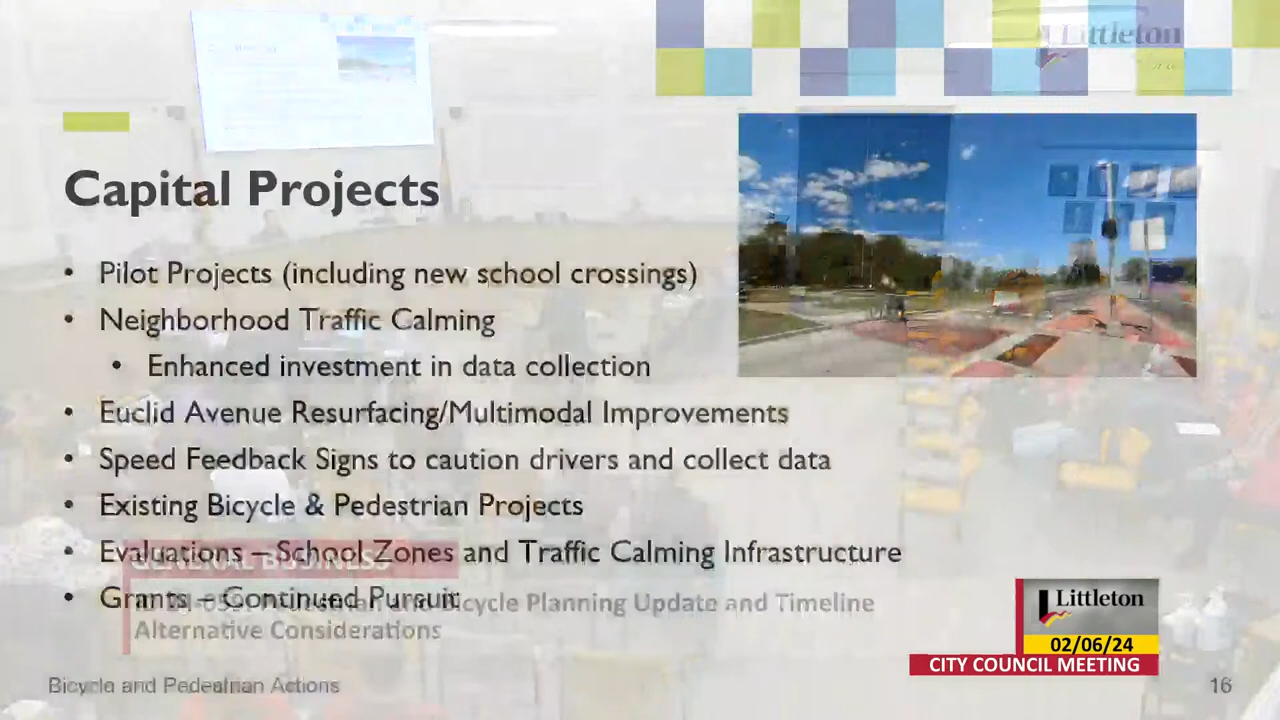 Littleton
Capital Projects
• Pilot Projects (including new school crossings)
• Neighborhood Traffic Calming
• Enhanced investment in data collection
• Euclid Avenue Resurfacing/Multimodal Improvements
• Speed Feedback Signs to caution drivers and collect data
• Existing Bicycle & Pedestrian Projects
• Evaluations – School Zones and Traffic Calming Infrastructure
GENERAL BUSINESS
• Grants – Continued Pursuit
and Bicycle Planning Update and Timeline
Alternative Considerations
Littleton
02/06/24
CITY COUNCIL MEETING
Bicycle and Pedestrian Actions
16